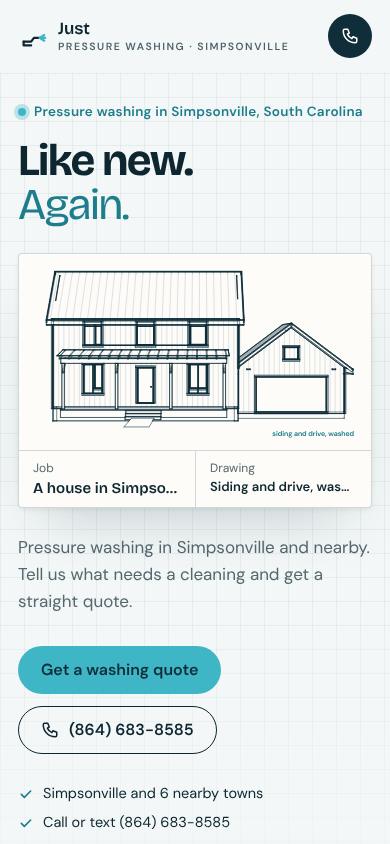 Just
PRESSURE WASHING · SIMPSONVILLE
Pressure washing in Simpsonville, South Carolina
Like new.
Again.
siding and drive, washed
Job
A house in Simpso...
Drawing
Siding and drive, was...
Pressure washing in Simpsonville and nearby.
Tell us what needs a cleaning and get a
straight quote.
Get a washing quote
(864) 683-8585
Simpsonville and 6 nearby towns
Call or text (864) 683-8585